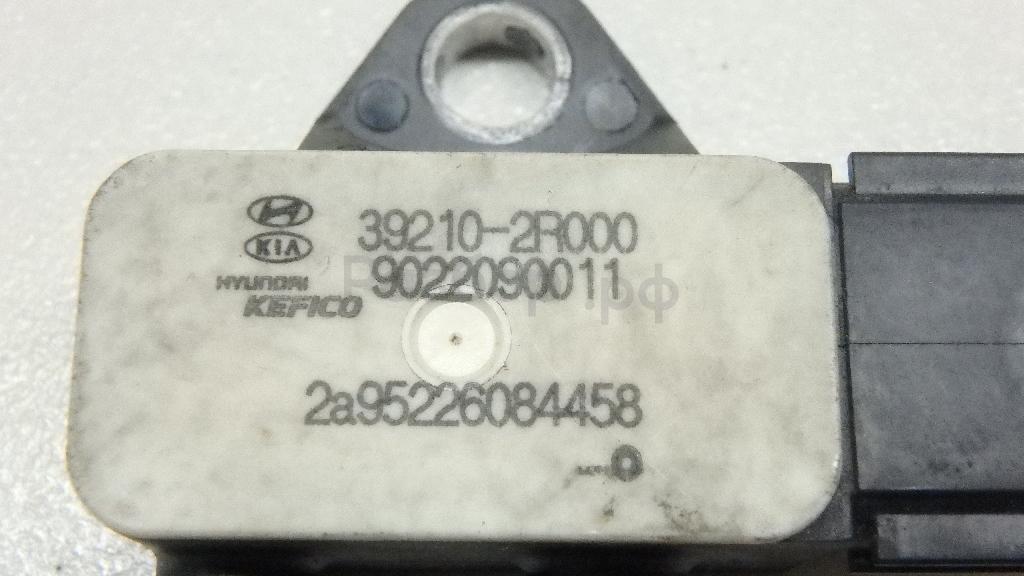 KIA
HYUNDAI
KEFICO
39210-2R000
9022090011
2a95226084458